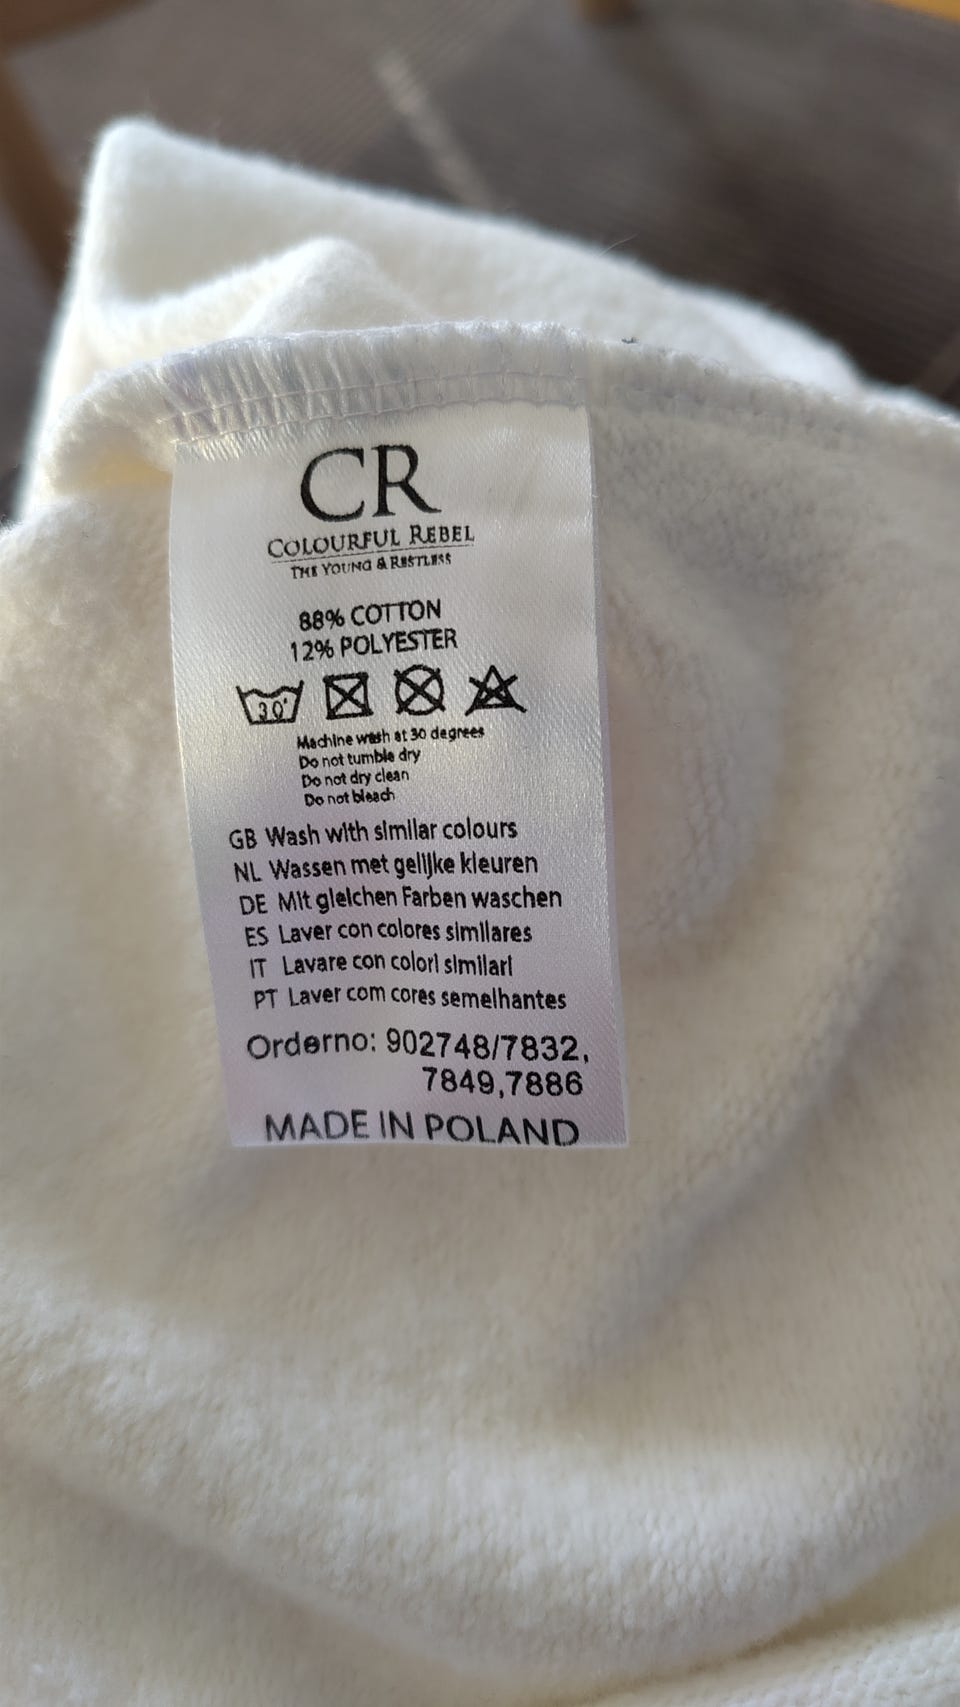 CR
COLOURFUL REBEL
THE YOUNG & RESTLESS
88% COTTON
12% POLYESTER
30°
Machine wash at 30 degrees
Do not tumble dry
Do not dry clean
Do not bleach
GB Wash with similar colours
NL Wassen met gelijke kleuren
DE Mit gleichen Farben waschen
ES Laver con colores similares
IT Lavare con colori similari
PT Laver com cores semelhantes
Orderno: 902748/7832,
7849,7886
MADE IN POLAND